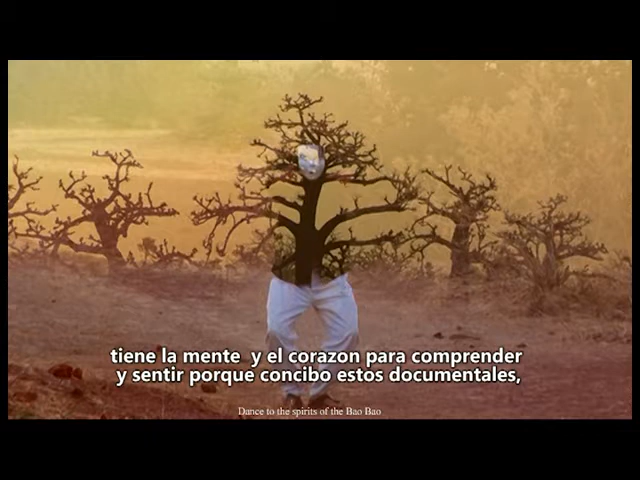 tiene la mente  y el corazon para comprender
y sentir porque concibo estos documentales,
Dance to the spirits of the Bao Bao